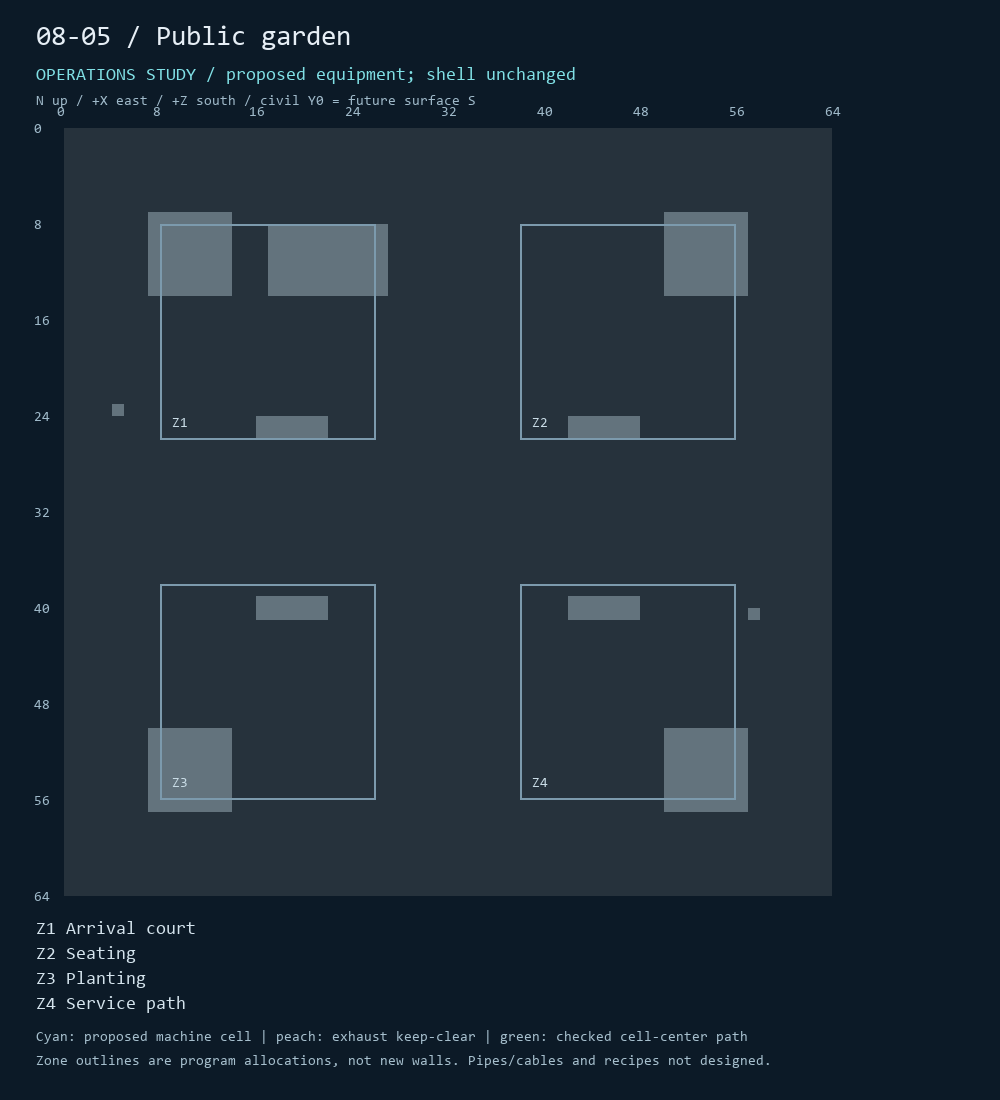 08-05 / Public garden
OPERATIONS STUDY / proposed equipment; shell unchanged
N up / +X east / +Z south / civil Y0 = future surface S
0 8 16 24 32 40 48 56 64
0
8
16
24
32
40
48
56
64
Z1
Z2
Z3
Z4
Z1 Arrival court
Z2 Seating
Z3 Planting
Z4 Service path
Cyan: proposed machine cell | peach: exhaust keep-clear | green: checked cell-center path
Zone outlines are program allocations, not new walls. Pipes/cables and recipes not designed.